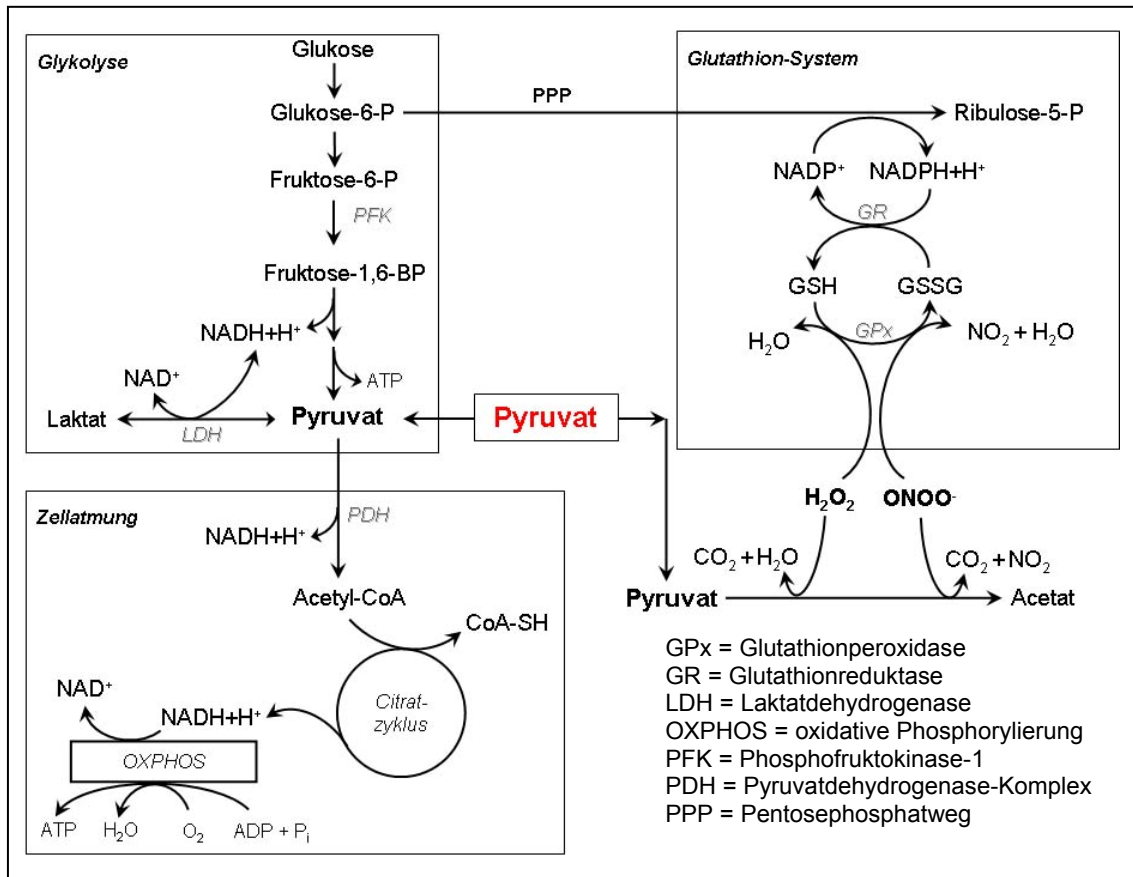 Glykolyse
Glukose
Glukose-6-P
Fruktose-6-P
PFK
Fruktose-1,6-BP
NADH+H⁺
NAD⁺
ATP
Laktat
LDH
Pyruvat
Pyruvat
PPP
Glutathion-System
Ribulose-5-P
NADP⁺
NADPH+H⁺
GR
GSH
GSSG
GPx
H₂O
NO₂ + H₂O
H₂O₂
ONOO⁻
CO₂ + H₂O
CO₂ + NO₂
Pyruvat
Acetat
Zellatmung
PDH
NADH+H⁺
Acetyl-CoA
CoA-SH
Citrat-
zyklus
NAD⁺
NADH+H⁺
OXPHOS
ATP
H₂O
O₂
ADP + Pᵢ
GPx = Glutathionperoxidase
GR = Glutathionreduktase
LDH = Laktatdehydrogenase
OXPHOS = oxidative Phosphorylierung
PFK = Phosphofruktokinase-1
PDH = Pyruvatdehydrogenase-Komplex
PPP = Pentosephosphatweg